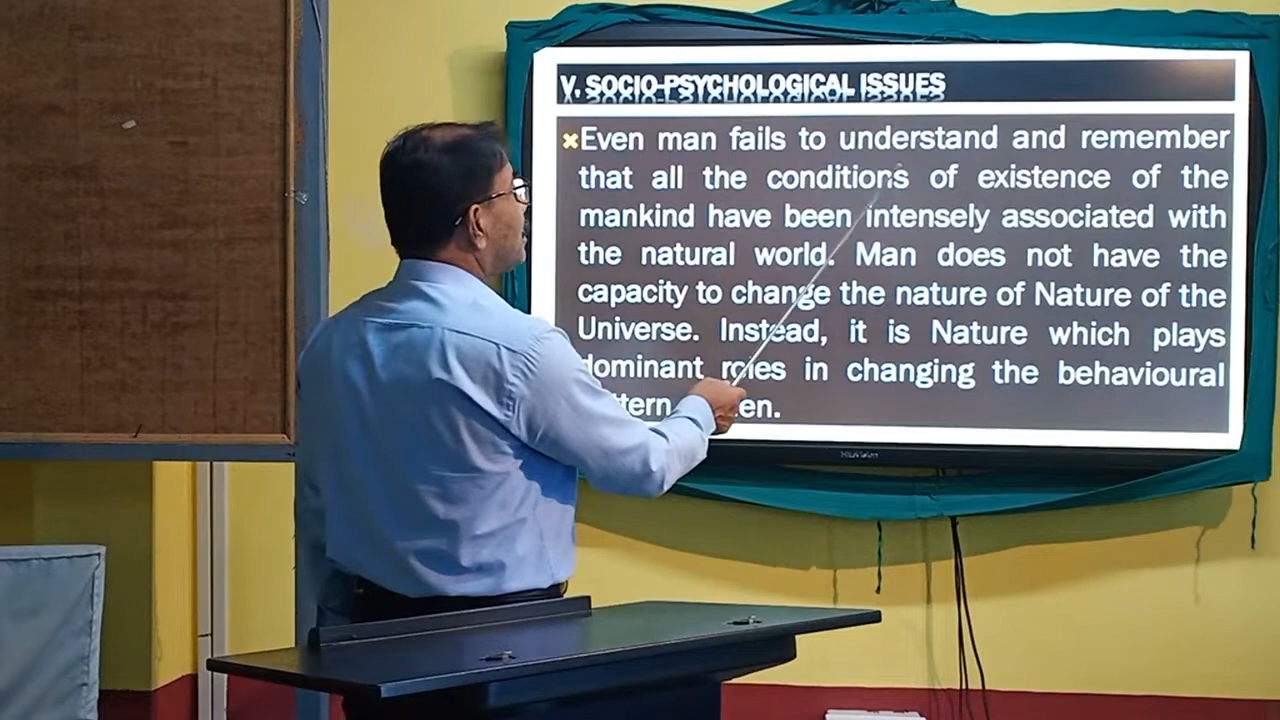 V. SOCIO-PSYCHOLOGICAL ISSUES
Even man fails to understand and remember
that all the conditions of existence of the
mankind have been intensely associated with
the natural world. Man does not have the
capacity to change the nature of Nature of the
Universe. Instead, it is Nature which plays
dominant roles in changing the behavioural